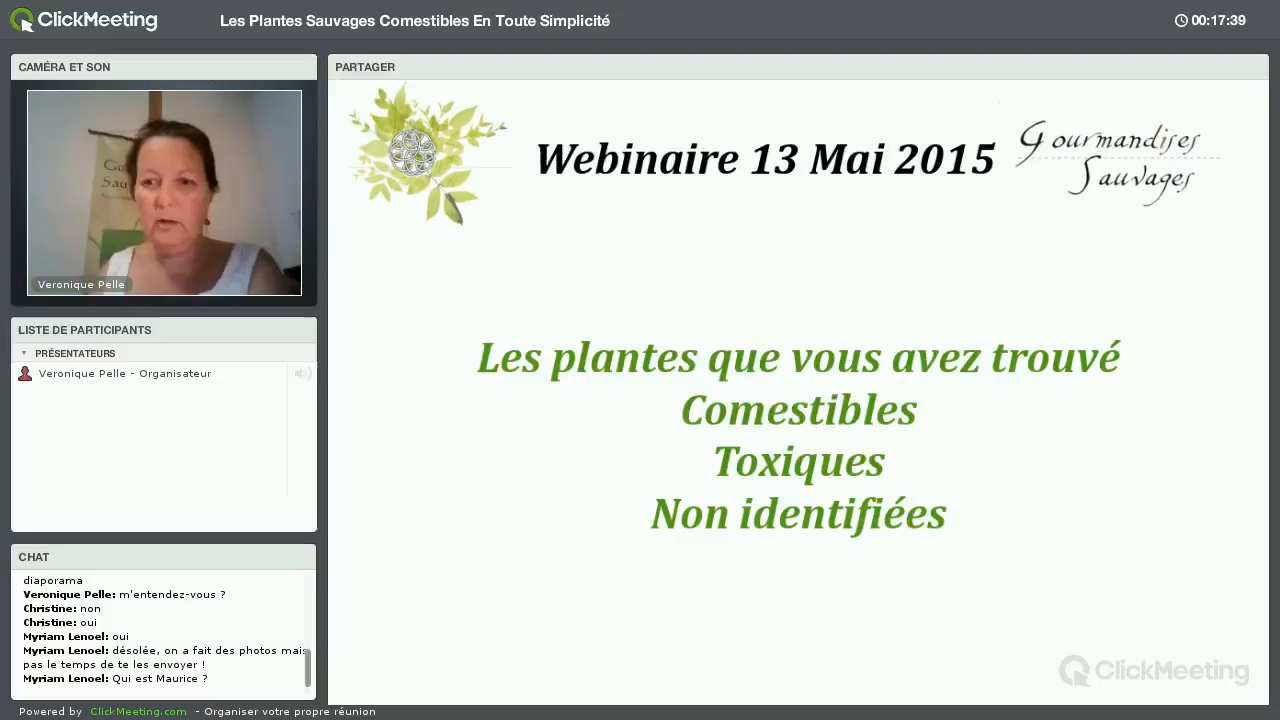 ClickMeeting
Les Plantes Sauvages Comestibles En Toute Simplicité
00:17:39
CAMÉRA ET SON
Veronique Pelle
LISTE DE PARTICIPANTS
PRÉSENTATEURS
Veronique Pelle - Organisateur
CHAT
diaporama
Veronique Pelle: m'entendez-vous ?
Christine: non
Christine: oui
Myriam Lenoel: oui
Myriam Lenoel: désolée, on a fait des photos mais
pas le temps de te les envoyer !
Myriam Lenoel: Qui est Maurice ?
PARTAGER
Webinaire 13 Mai 2015
Gourmandises
Sauvages
Les plantes que vous avez trouvé
Comestibles
Toxiques
Non identifiées
ClickMeeting
Powered by ClickMeeting.com - Organiser votre propre réunion